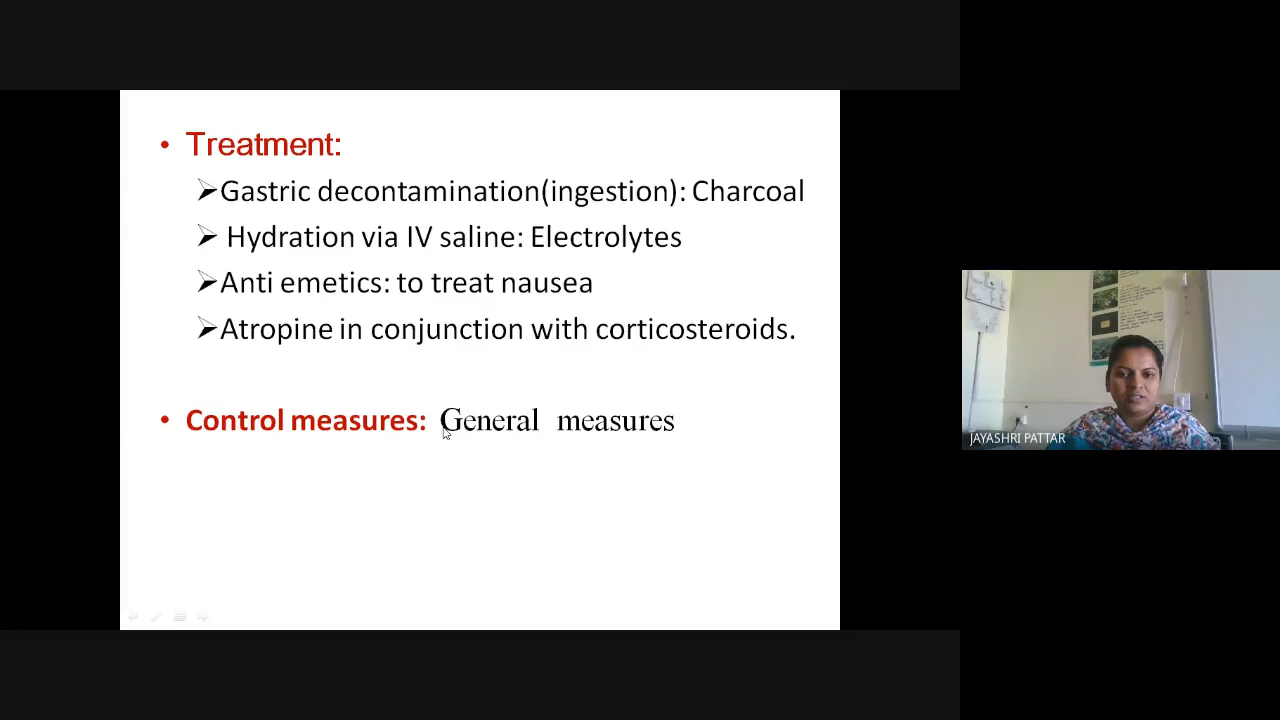 • Treatment:
➢Gastric decontamination(ingestion): Charcoal
➢ Hydration via IV saline: Electrolytes
➢Anti emetics: to treat nausea
➢Atropine in conjunction with corticosteroids.
• Control measures: General measures
JAYASHRI PATTAR